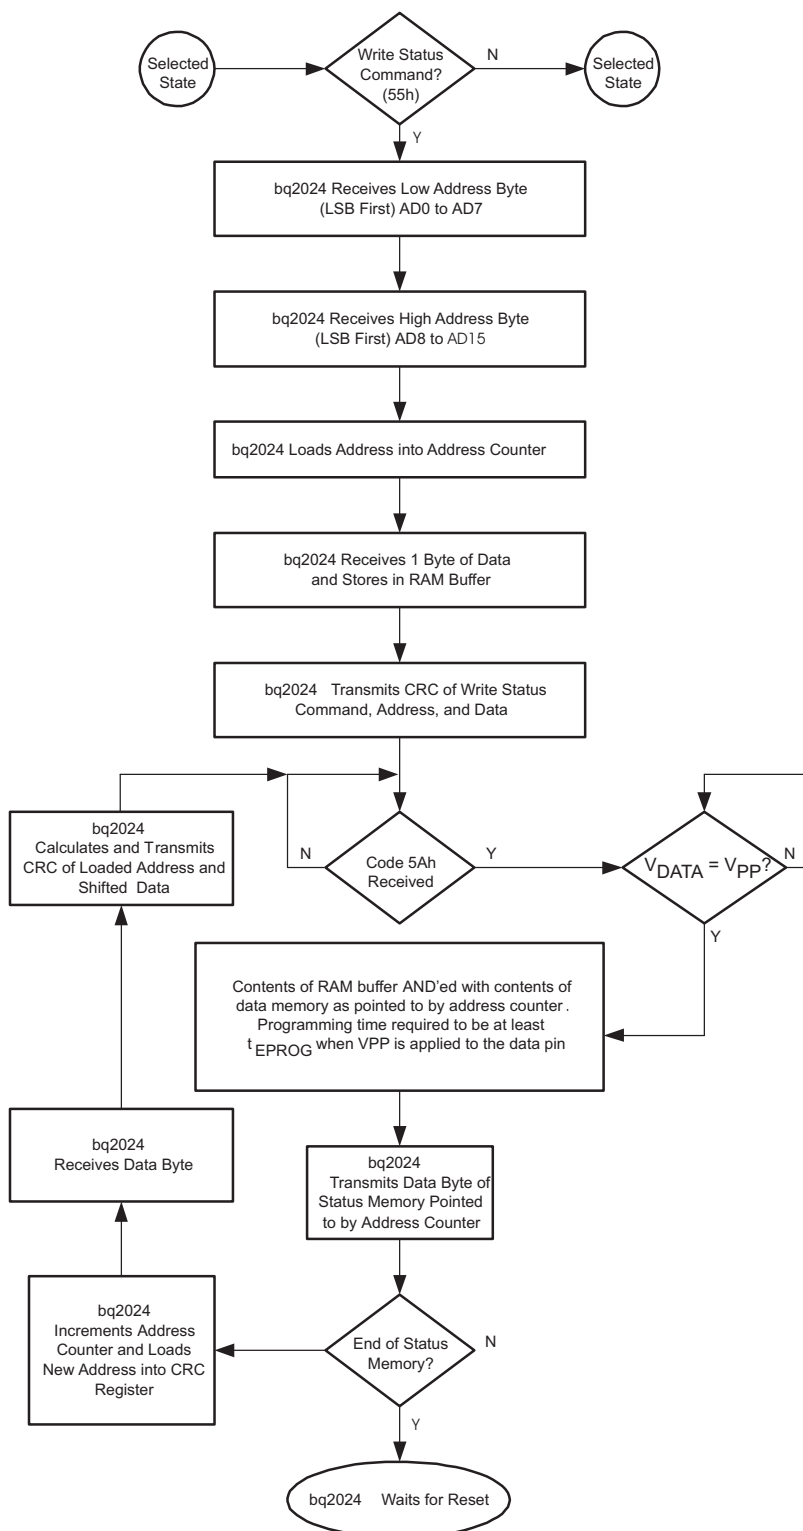 Selected
State
Write Status
Command?
(55h)
N
Selected
State
Y
bq2024 Receives Low Address Byte
(LSB First) AD0 to AD7
bq2024 Receives High Address Byte
(LSB First) AD8 to AD15
bq2024 Loads Address into Address Counter
bq2024 Receives 1 Byte of Data
and Stores in RAM Buffer
bq2024 Transmits CRC of Write Status
Command, Address, and Data
bq2024
Calculates and Transmits
CRC of Loaded Address and
Shifted Data
N
Code 5Ah
Received
Y
VDATA = VPP?
N
Y
Contents of RAM buffer AND'ed with contents of
data memory as pointed to by address counter.
Programming time required to be at least
tEPROG when VPP is applied to the data pin
bq2024
Receives Data Byte
bq2024
Transmits Data Byte of
Status Memory Pointed
to by Address Counter
bq2024
Increments Address
Counter and Loads
New Address into CRC
Register
End of Status
Memory?
N
Y
bq2024 Waits for Reset